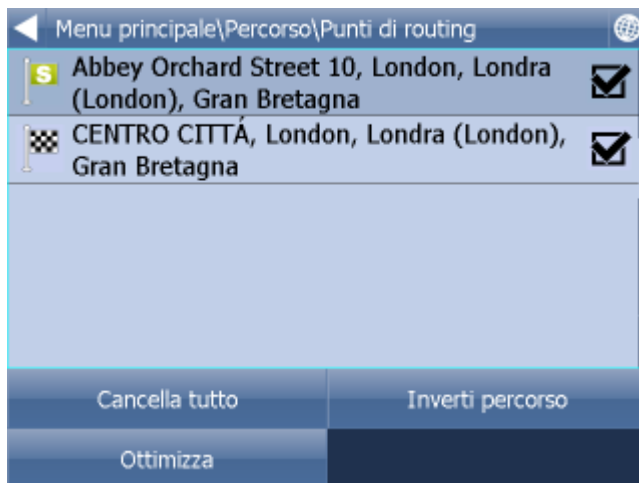 Menu principale\Percorso\Punti di routing
S
Abbey Orchard Street 10, London, Londra
(London), Gran Bretagna
CENTRO CITTÁ, London, Londra (London),
Gran Bretagna
Cancella tutto
Inverti percorso
Ottimizza